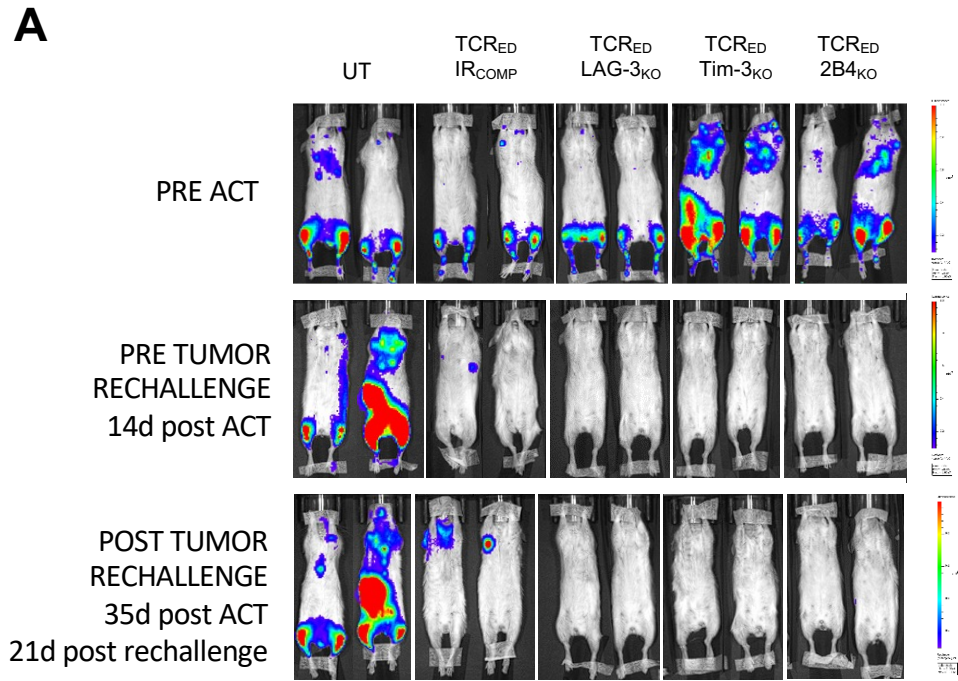 A
UT
TCRED
IRCOMP
TCRED
LAG-3KO
TCRED
Tim-3KO
TCRED
2B4KO
PRE ACT
PRE TUMOR
RECHALLENGE
14d post ACT
POST TUMOR
RECHALLENGE
35d post ACT
21d post rechallenge